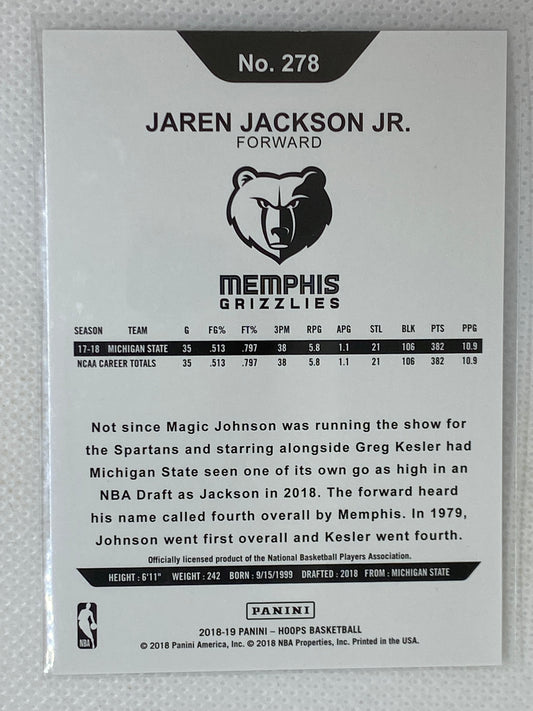 No. 278
JAREN JACKSON JR.
FORWARD
MEMPHIS
GRIZZLIES
SEASON TEAM G FG% FT% 3PM RPG APG STL BLK PTS PPG
17-18 MICHIGAN STATE 35 .513 .797 38 5.8 1.1 21 106 382 10.9
NCAA CAREER TOTALS 35 .513 .797 38 5.8 1.1 21 106 382 10.9
Not since Magic Johnson was running the show for
the Spartans and starring alongside Greg Kesler had
Michigan State seen one of its own go as high in an
NBA Draft as Jackson in 2018. The forward heard
his name called fourth overall by Memphis. In 1979,
Johnson went first overall and Kesler went fourth.
Officially licensed product of the National Basketball Players Association.
HEIGHT : 6'11" WEIGHT : 242 BORN : 9/15/1999 DRAFTED : 2018 FROM : MICHIGAN STATE
NBA
PANINI
2018-19 PANINI – HOOPS BASKETBALL
© 2018 Panini America, Inc. © 2018 NBA Properties, Inc. Printed in the USA.